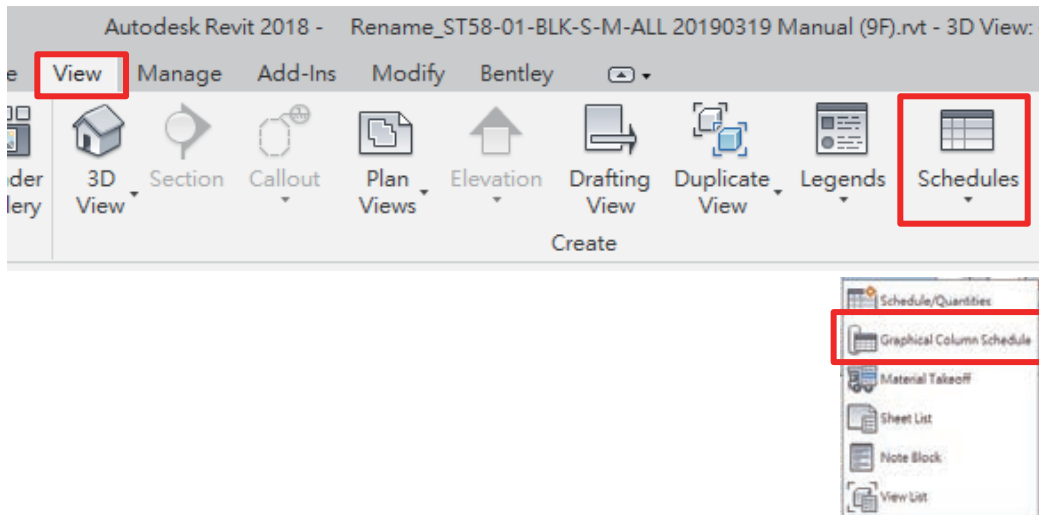 Autodesk Revit 2018 - Rename_ST58-01-BLK-S-M-ALL 20190319 Manual (9F).rvt - 3D View:
e View Manage Add-Ins Modify Bentley
der
lery
3D
View
Section
Callout
Plan
Views
Elevation
Drafting
View
Duplicate
View
Legends
Schedules
Create
Schedule/Quantities
Graphical Column Schedule
Material Takeoff
Sheet List
Note Block
View List